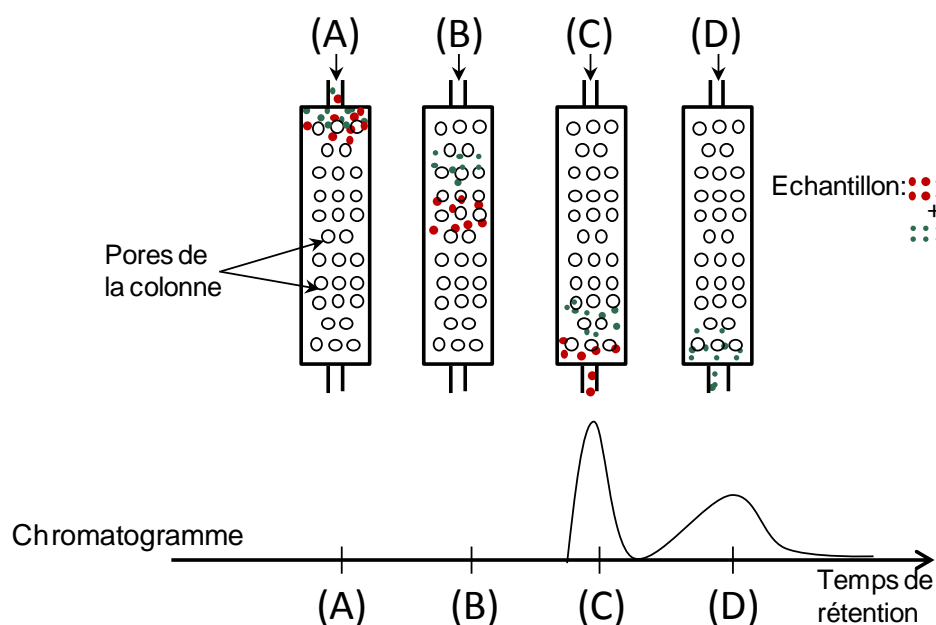 (A) (B) (C) (D)
Echantillon:
+
Pores de
la colonne
Chromatogramme
Temps de
rétention
(A) (B) (C) (D)